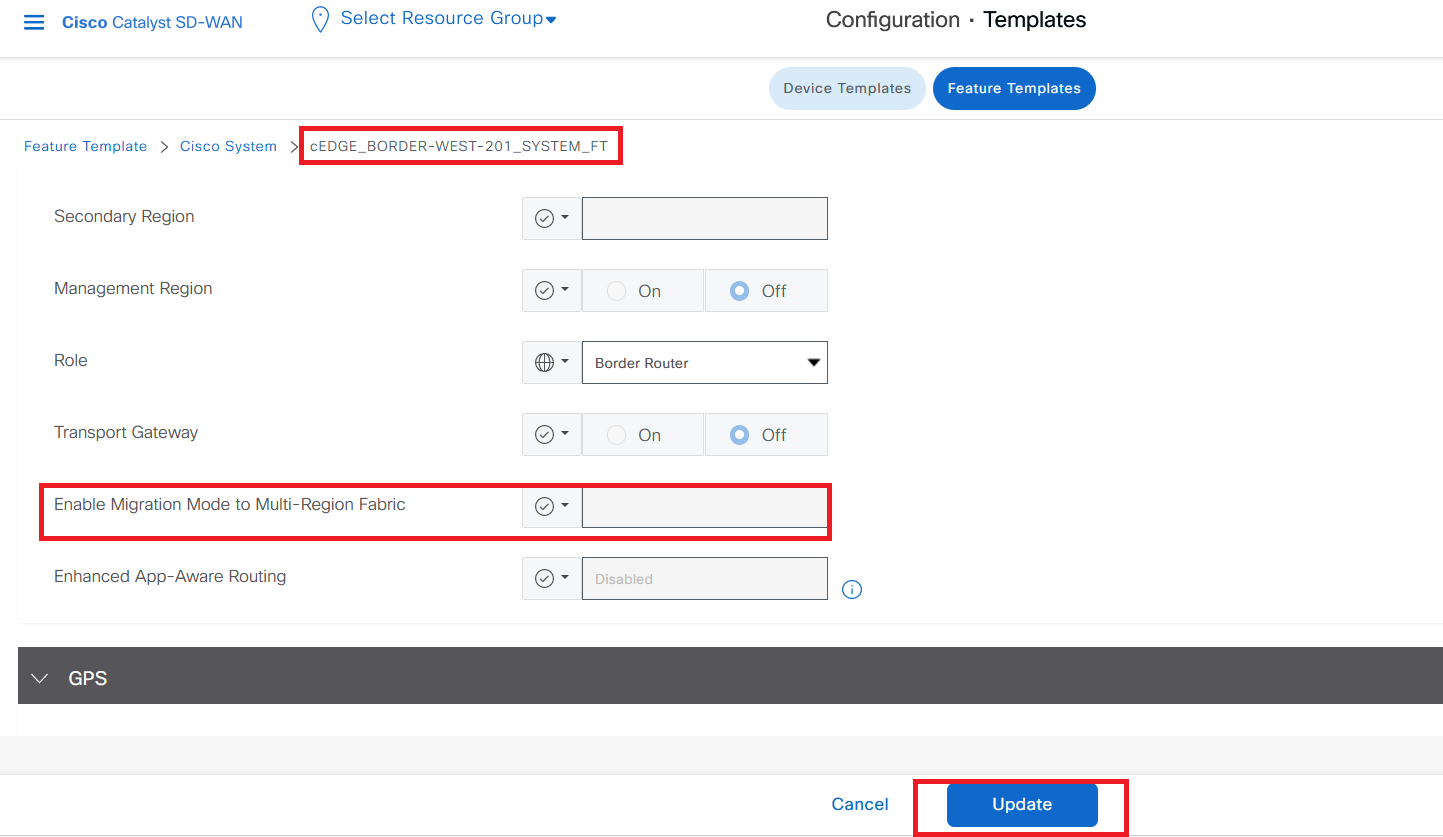 Cisco Catalyst SD-WAN
Select Resource Group
Configuration · Templates
Device Templates
Feature Templates
Feature Template > Cisco System > cEDGE_BORDER-WEST-201_SYSTEM_FT
Secondary Region
Management Region
On
Off
Role
Border Router
Transport Gateway
On
Off
Enable Migration Mode to Multi-Region Fabric
Enhanced App-Aware Routing
Disabled
GPS
Cancel
Update